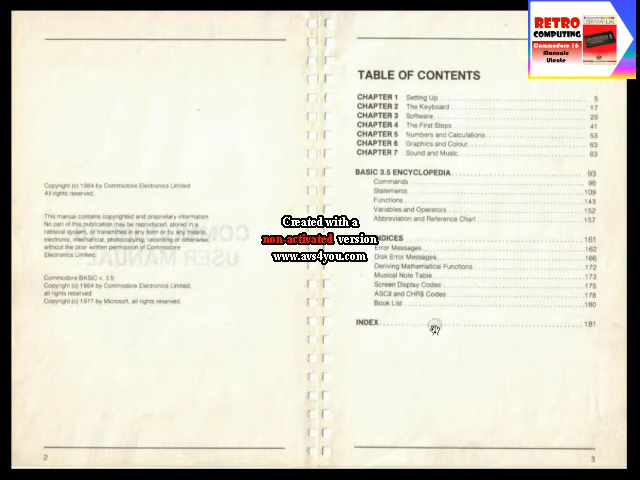 RETRO
COMPUTING
Commodore 16
Manuale
Utente
Copyright (c) 1984 by Commodore Electronics Limited
All rights reserved.
This manual contains copyrighted and proprietary information.
No part of this publication may be reproduced, stored in a
retrieval system, or transmitted in any form or by any means,
electronic, mechanical, photocopying, recording or otherwise,
without the prior written permission of Commodore
Electronics Limited.
Commodore BASIC v. 3.5
Copyright (c) 1984 by Commodore Electronics Limited,
all rights reserved
Copyright (c) 1977 by Microsoft, all rights reserved.
2
Created with a
non-activated version
www.avs4you.com
TABLE OF CONTENTS
CHAPTER 1 Setting Up 5
CHAPTER 2 The Keyboard 17
CHAPTER 3 Software 29
CHAPTER 4 The First Steps 41
CHAPTER 5 Numbers and Calculations 53
CHAPTER 6 Graphics and Colour 63
CHAPTER 7 Sound and Music 83
BASIC 3.5 ENCYCLOPEDIA 93
Commands 96
Statements 109
Functions 143
Variables and Operators 152
Abbreviation and Reference Chart 157
NDICES 161
Error Messages 162
Disk Error Messages 166
Deriving Mathematical Functions 172
Musical Note Table 173
Screen Display Codes 175
ASCII and CHR$ Codes 178
Book List 180
INDEX 181
3